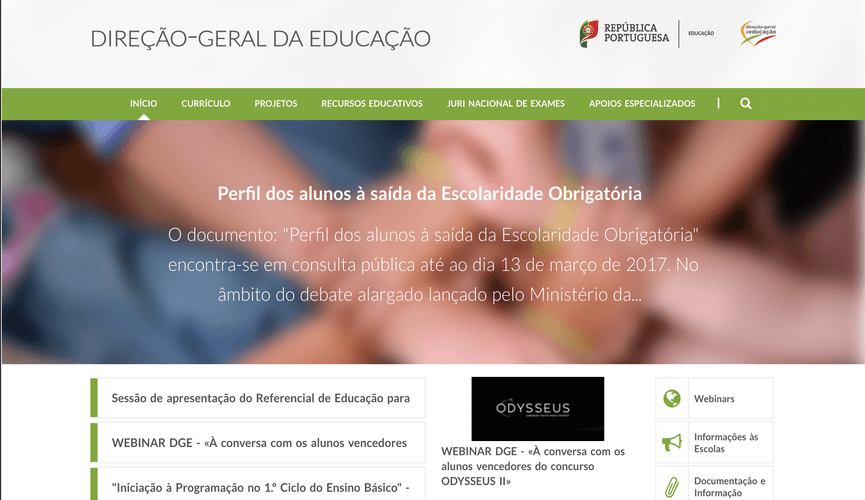 DIREÇÃO-GERAL DA EDUCAÇÃO
REPÚBLICA
PORTUGUESA
EDUCAÇÃO
direção-geral
da educação
INÍCIO
CURRÍCULO
PROJETOS
RECURSOS EDUCATIVOS
JURI NACIONAL DE EXAMES
APOIOS ESPECIALIZADOS
Perfil dos alunos à saída da Escolaridade Obrigatória
O documento: "Perfil dos alunos à saída da Escolaridade Obrigatória"
encontra-se em consulta pública até ao dia 13 de março de 2017. No
âmbito do debate alargado lançado pelo Ministério da...
Sessão de apresentação do Referencial de Educação para
WEBINAR DGE - «À conversa com os alunos vencedores
"Iniciação à Programação no 1.º Ciclo do Ensino Básico" -
ODYSSEUS
WEBINAR DGE - «À conversa com os
alunos vencedores do concurso
ODYSSEUS II»
Webinars
Informações às
Escolas
Documentação e
Informação